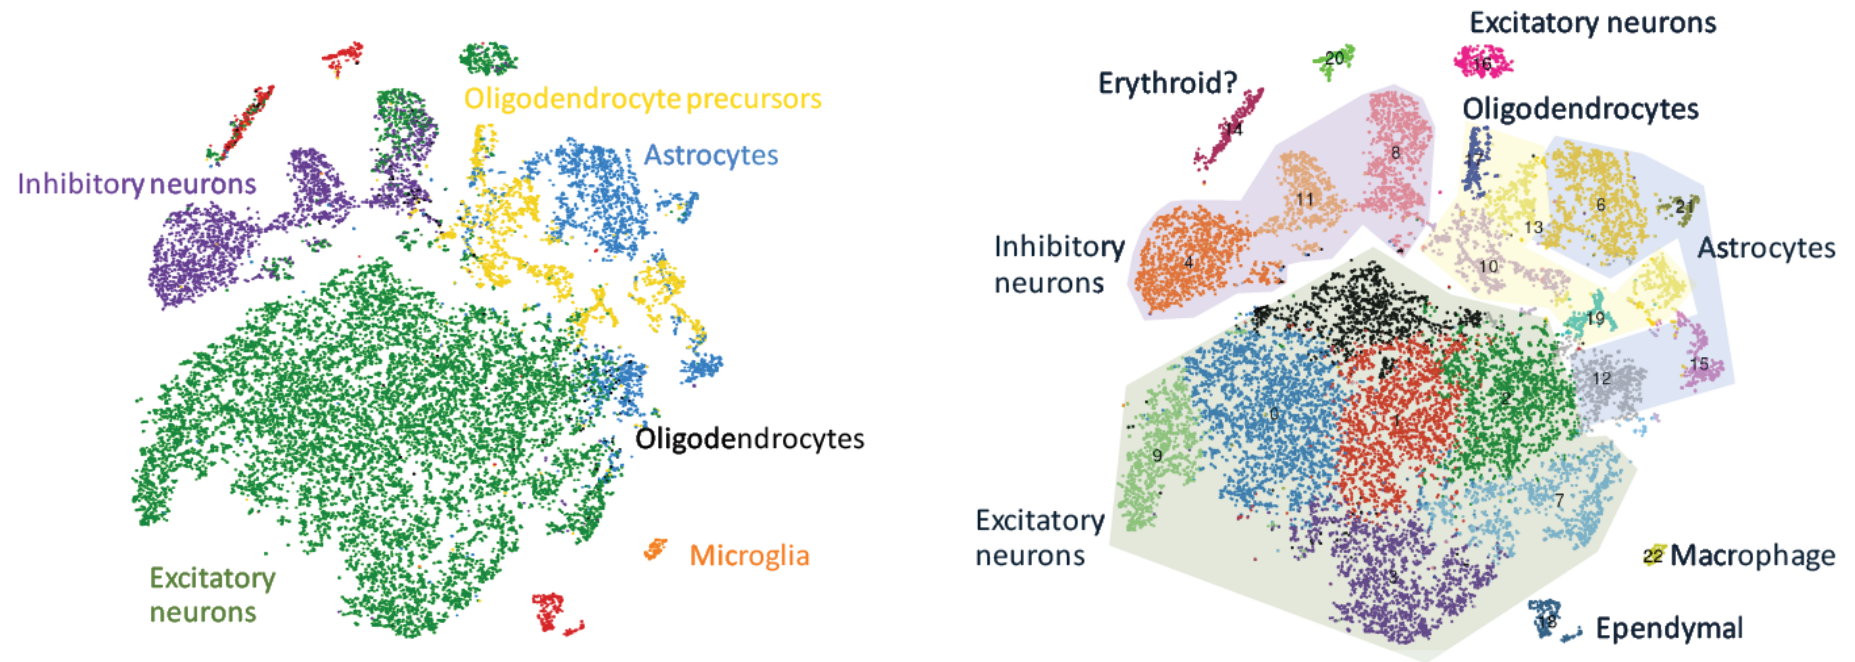 Oligodendrocyte precursors
Astrocytes
Inhibitory neurons
Oligodendrocytes
Microglia
Excitatory
neurons
Excitatory neurons
20
16
Erythroid?
Oligodendrocytes
14
8
17
11
6
21
13
Inhibitory
neurons
Astrocytes
4
10
19
15
12
0
1
2
9
7
Excitatory
neurons
22
Macrophage
3
18
Ependymal